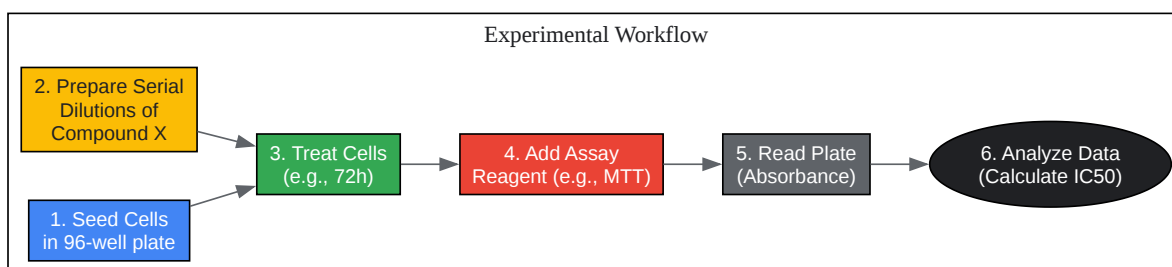 Experimental Workflow
2. Prepare Serial
Dilutions of
Compound X
1. Seed Cells
in 96-well plate
3. Treat Cells
(e.g., 72h)
4. Add Assay
Reagent (e.g., MTT)
5. Read Plate
(Absorbance)
6. Analyze Data
(Calculate IC50)